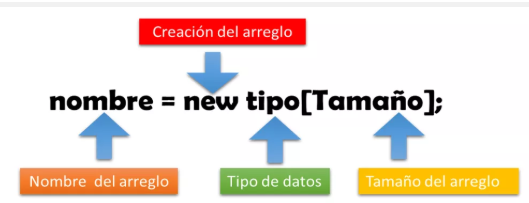 Creación del arreglo
nombre = new tipo[Tamaño];
Nombre del arreglo
Tipo de datos
Tamaño del arreglo